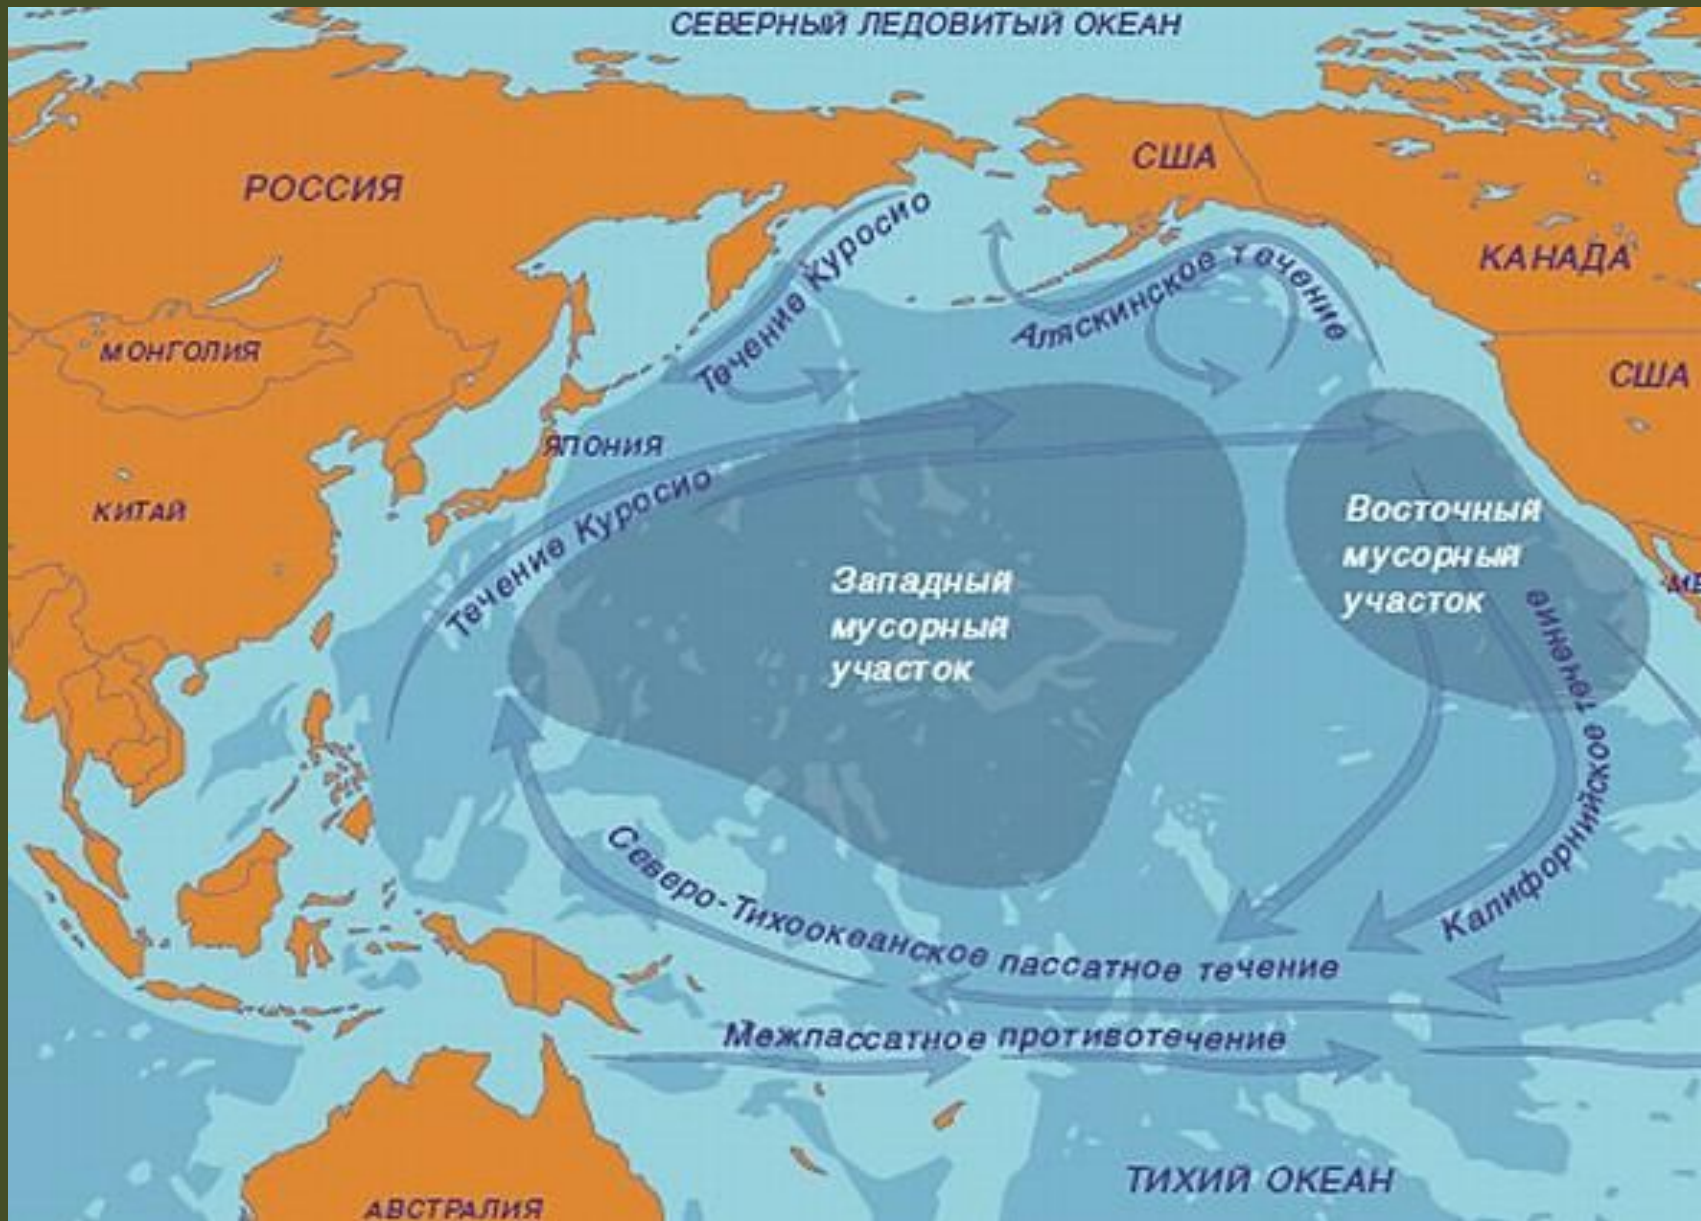 СЕВЕРНЫЙ ЛЕДОВИТЫЙ ОКЕАН
РОССИЯ
США
КАНАДА
Течение Куросио
Аляскинское течение
МОНГОЛИЯ
США
ЯПОНИЯ
КИТАЙ
Течение Куросио
Западный
мусорный
участок
Восточный
мусорный
участок
МЕ
Калифорнийское течение
Северо-Тихоокеанское пассатное течение
Межпассатное противотечение
ТИХИЙ ОКЕАН
АВСТРАЛИЯ